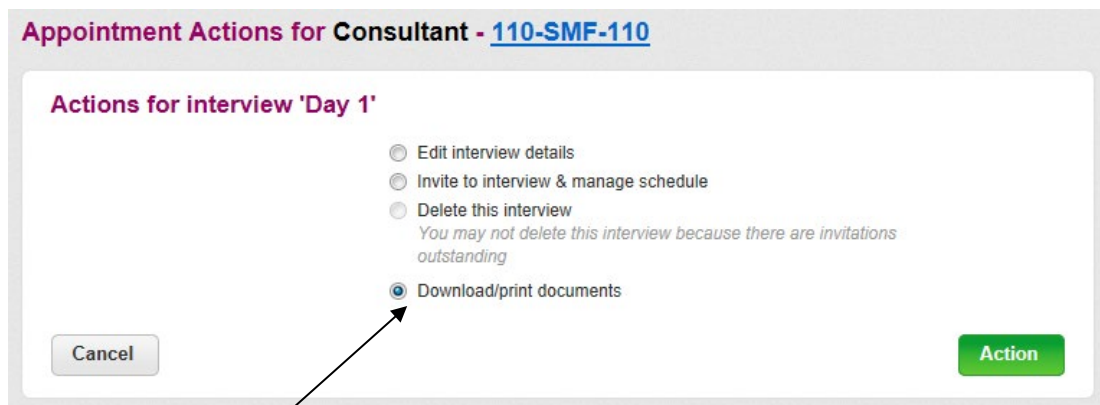 Appointment Actions for Consultant - 110-SMF-110
Actions for interview 'Day 1'
Edit interview details
Invite to interview & manage schedule
Delete this interview
You may not delete this interview because there are invitations
outstanding
Download/print documents
Cancel
Action